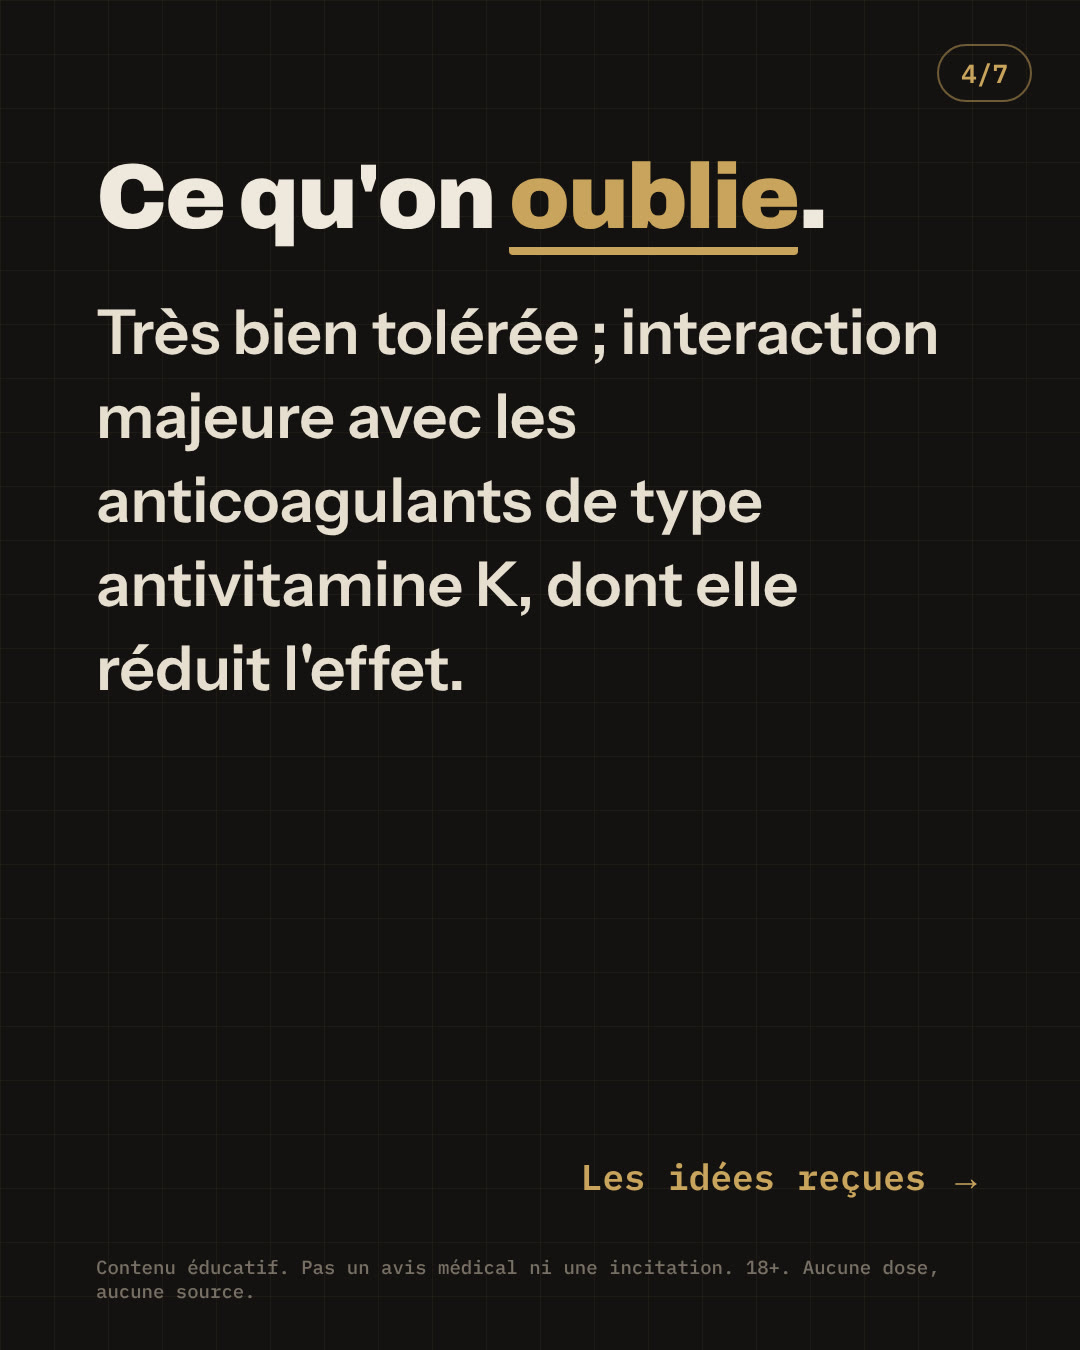 4/7
Ce qu'on oublie.
Très bien tolérée ; interaction
majeure avec les
anticoagulants de type
antivitamine K, dont elle
réduit l'effet.
Les idées reçues →
Contenu éducatif. Pas un avis médical ni une incitation. 18+. Aucune dose,
aucune source.